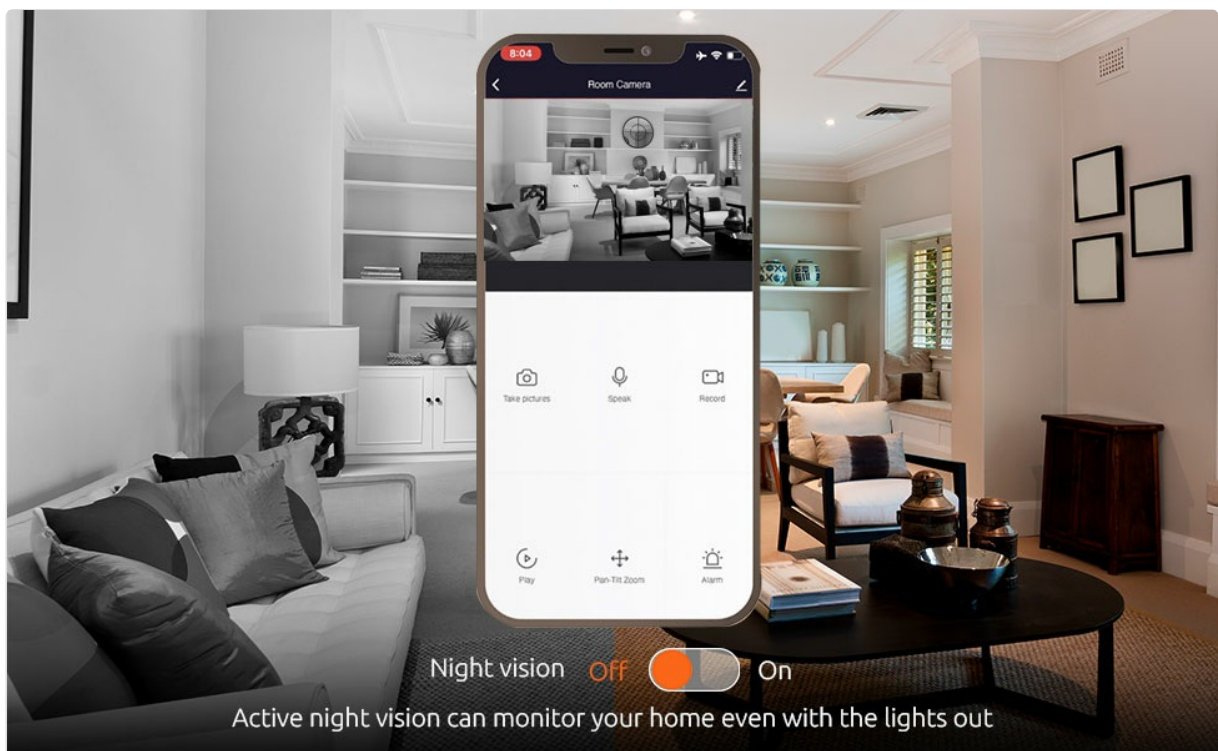 8:04
Room Camera
Take pictures
Speak
Record
Play
Pan-Tilt Zoom
Alarm
Night vision Off On
Active night vision can monitor your home even with the lights out